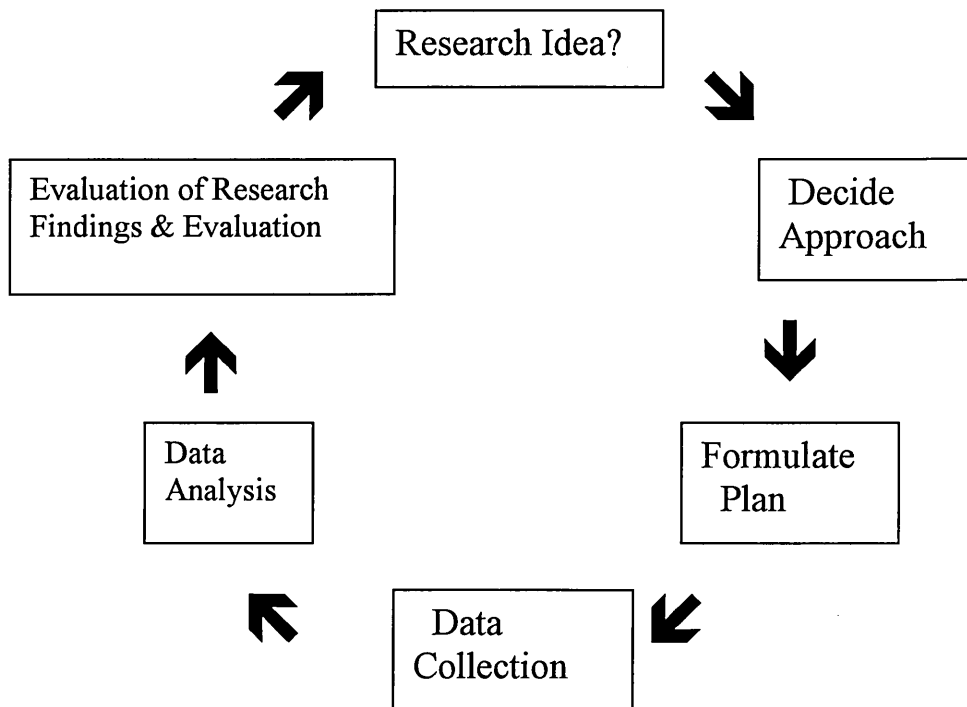 Research Idea?
Decide
Approach
Formulate
Plan
Data
Collection
Data
Analysis
Evaluation of Research
Findings & Evaluation